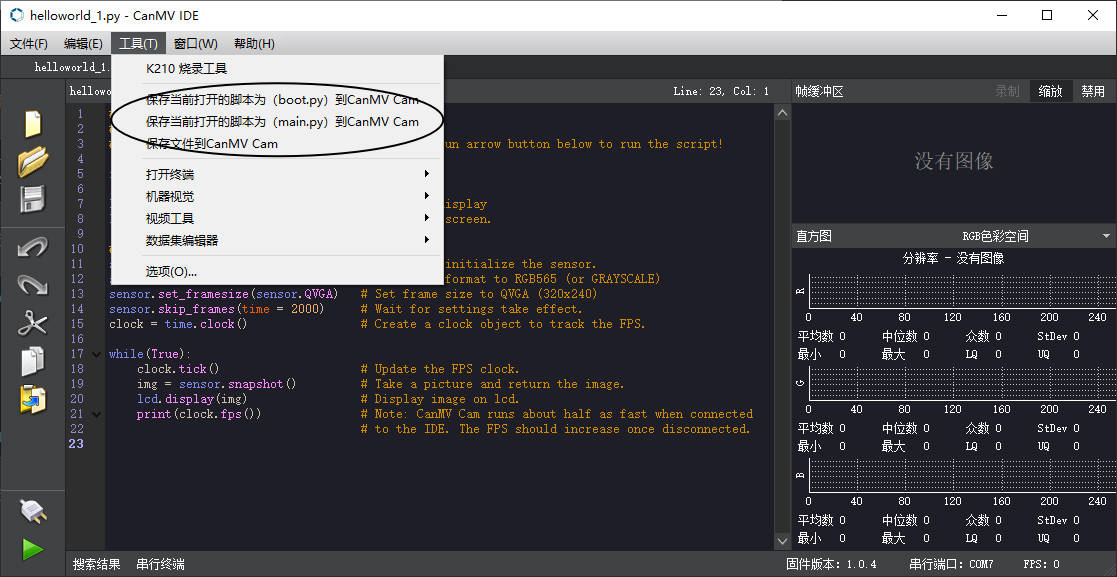 helloworld_1.py - CanMV IDE
文件(F) 编辑(E) 工具(T) 窗口(W) 帮助(H)
helloworld_1.
K210 烧录工具
保存当前打开的脚本为（boot.py）到CanMV Cam
保存当前打开的脚本为（main.py）到CanMV Cam
保存文件到CanMV Cam
打开终端
机器视觉
视频工具
数据集编辑器
选项(O)...
hellowo
Line: 23, Col: 1
1
2
3 un arrow button below to run the script!
4
5
6
7 isplay
8 screen.
9
10
11 initialize the sensor.
12 format to RGB565 (or GRAYSCALE)
13 sensor.set_framesize(sensor.QVGA) # Set frame size to QVGA (320x240)
14 sensor.skip_frames(time = 2000) # Wait for settings take effect.
15 clock = time.clock() # Create a clock object to track the FPS.
16
17 while(True):
18 clock.tick() # Update the FPS clock.
19 img = sensor.snapshot() # Take a picture and return the image.
20 lcd.display(img) # Display image on lcd.
21 print(clock.fps()) # Note: CanMV Cam runs about half as fast when connected
22 # to the IDE. The FPS should increase once disconnected.
23
帧缓冲区 录制 缩放 禁用
没有图像
直方图 RGB色彩空间
分辨率 - 没有图像
R
0 40 80 120 160 200 240
平均数 0 中位数 0 众数 0 StDev 0
最小 0 最大 0 LQ 0 UQ 0
G
0 40 80 120 160 200 240
平均数 0 中位数 0 众数 0 StDev 0
最小 0 最大 0 LQ 0 UQ 0
B
0 40 80 120 160 200 240
平均数 0 中位数 0 众数 0 StDev 0
最小 0 最大 0 LQ 0 UQ 0
搜索结果 串行终端
固件版本: 1.0.4 串行端口: COM7 FPS: 0